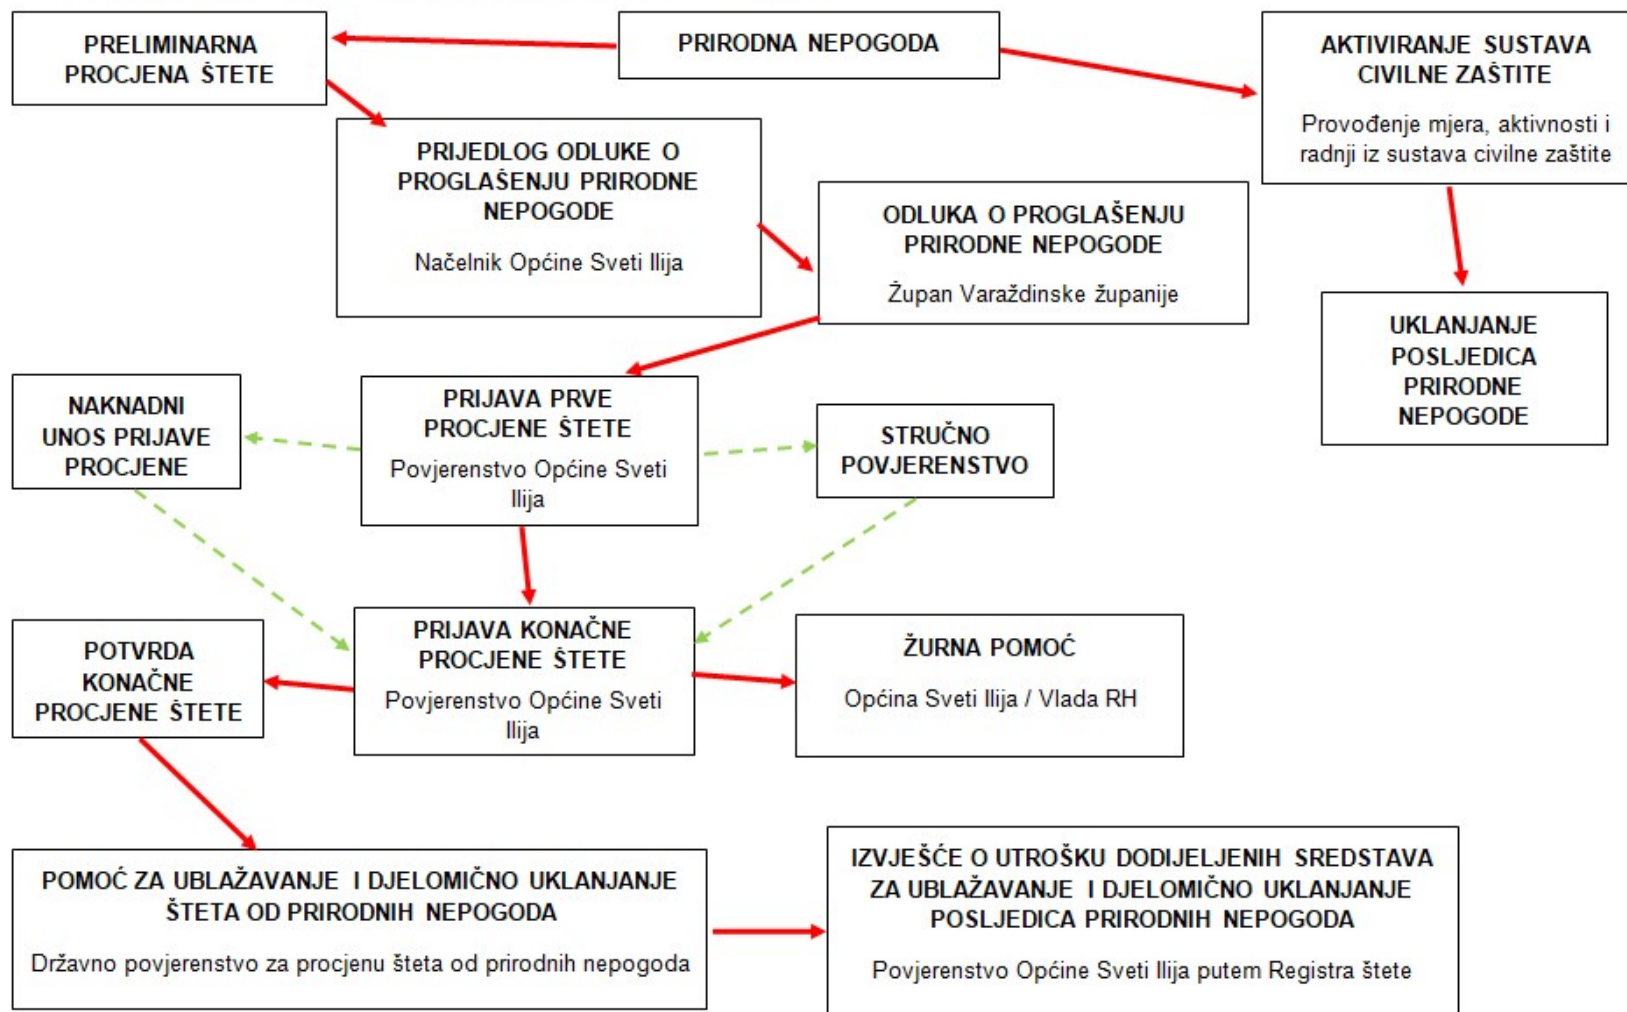 PRELIMINARNA
PROCJENA ŠTETE
PRIRODNA NEPOGODA
AKTIVIRANJE SUSTAVA
CIVILNE ZAŠTITE
Provođenje mjera, aktivnosti i
radnji iz sustava civilne zaštite
PRIJEDLOG ODLUKE O
PROGLAŠENJU PRIRODNE
NEPOGODE
Načelnik Općine Sveti Ilija
ODLUKA O PROGLAŠENJU
PRIRODNE NEPOGODE
Župan Varaždinske županije
UKLANJANJE
POSLJEDICA
PRIRODNE
NEPOGODE
NAKNADNI
UNOS PRIJAVE
PROCJENE
PRIJAVA PRVE
PROCJENE ŠTETE
Povjerenstvo Općine Sveti
Ilija
STRUČNO
POVJERENSTVO
POTVRDA
KONAČNE
PROCJENE ŠTETE
PRIJAVA KONAČNE
PROCJENE ŠTETE
Povjerenstvo Općine Sveti
Ilija
ŽURNA POMOĆ
Općina Sveti Ilija / Vlada RH
POMOĆ ZA UBLAŽAVANJE I DJELOMIČNO UKLANJANJE
ŠTETA OD PRIRODNIH NEPOGODA
Državno povjerenstvo za procjenu šteta od prirodnih nepogoda
IZVJEŠĆE O UTROŠKU DODIJELJENIH SREDSTAVA
ZA UBLAŽAVANJE I DJELOMIČNO UKLANJANJE
POSLJEDICA PRIRODNIH NEPOGODA
Povjerenstvo Općine Sveti Ilija putem Registra štete